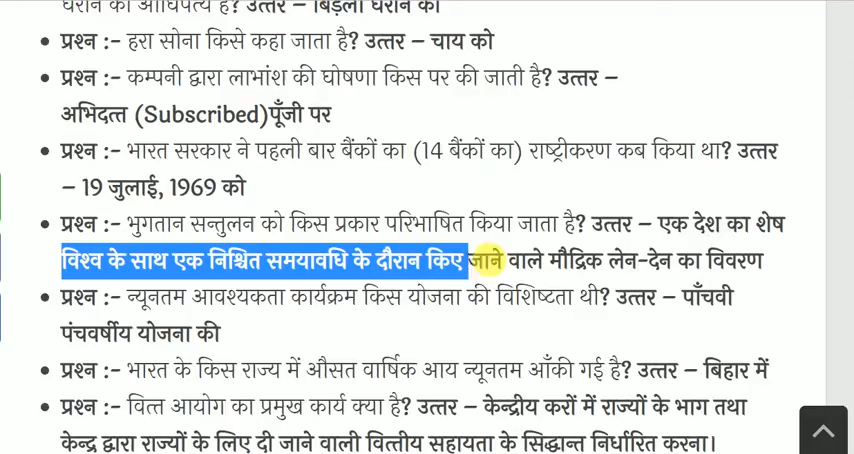 घराने का आधिपत्य है? उत्तर – बिड़ला घराने का
प्रश्न :- हरा सोना किसे कहा जाता है? उत्तर – चाय को
प्रश्न :- कम्पनी द्वारा लाभांश की घोषणा किस पर की जाती है? उत्तर –
अभिदत्त (Subscribed)पूँजी पर
प्रश्न :- भारत सरकार ने पहली बार बैंकों का (14 बैंकों का) राष्ट्रीकरण कब किया था? उत्तर
– 19 जुलाई, 1969 को
प्रश्न :- भुगतान सन्तुलन को किस प्रकार परिभाषित किया जाता है? उत्तर – एक देश का शेष
विश्व के साथ एक निश्चित समयावधि के दौरान किए जाने वाले मौद्रिक लेन-देन का विवरण
प्रश्न :- न्यूनतम आवश्यकता कार्यक्रम किस योजना की विशिष्टता थी? उत्तर – पाँचवी
पंचवर्षीय योजना की
प्रश्न :- भारत के किस राज्य में औसत वार्षिक आय न्यूनतम आँकी गई है? उत्तर – बिहार में
प्रश्न :- वित्त आयोग का प्रमुख कार्य क्या है? उत्तर – केन्द्रीय करों में राज्यों के भाग तथा
केन्द्र द्वारा राज्यों के लिए दी जाने वाली वित्तीय सहायता के सिद्धान्त निर्धारित करना।